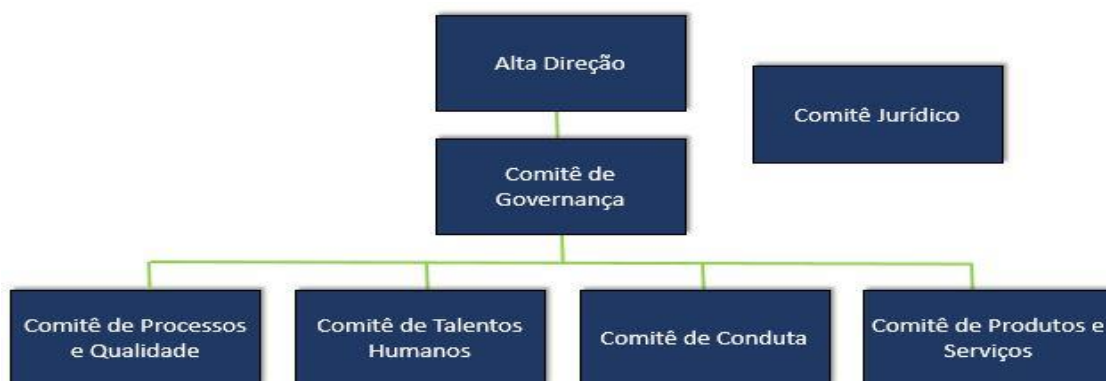 Alta Direção
Comitê Jurídico
Comitê de
Governança
Comitê de Processos
e Qualidade
Comitê de Talentos
Humanos
Comitê de Conduta
Comitê de Produtos e
Serviços